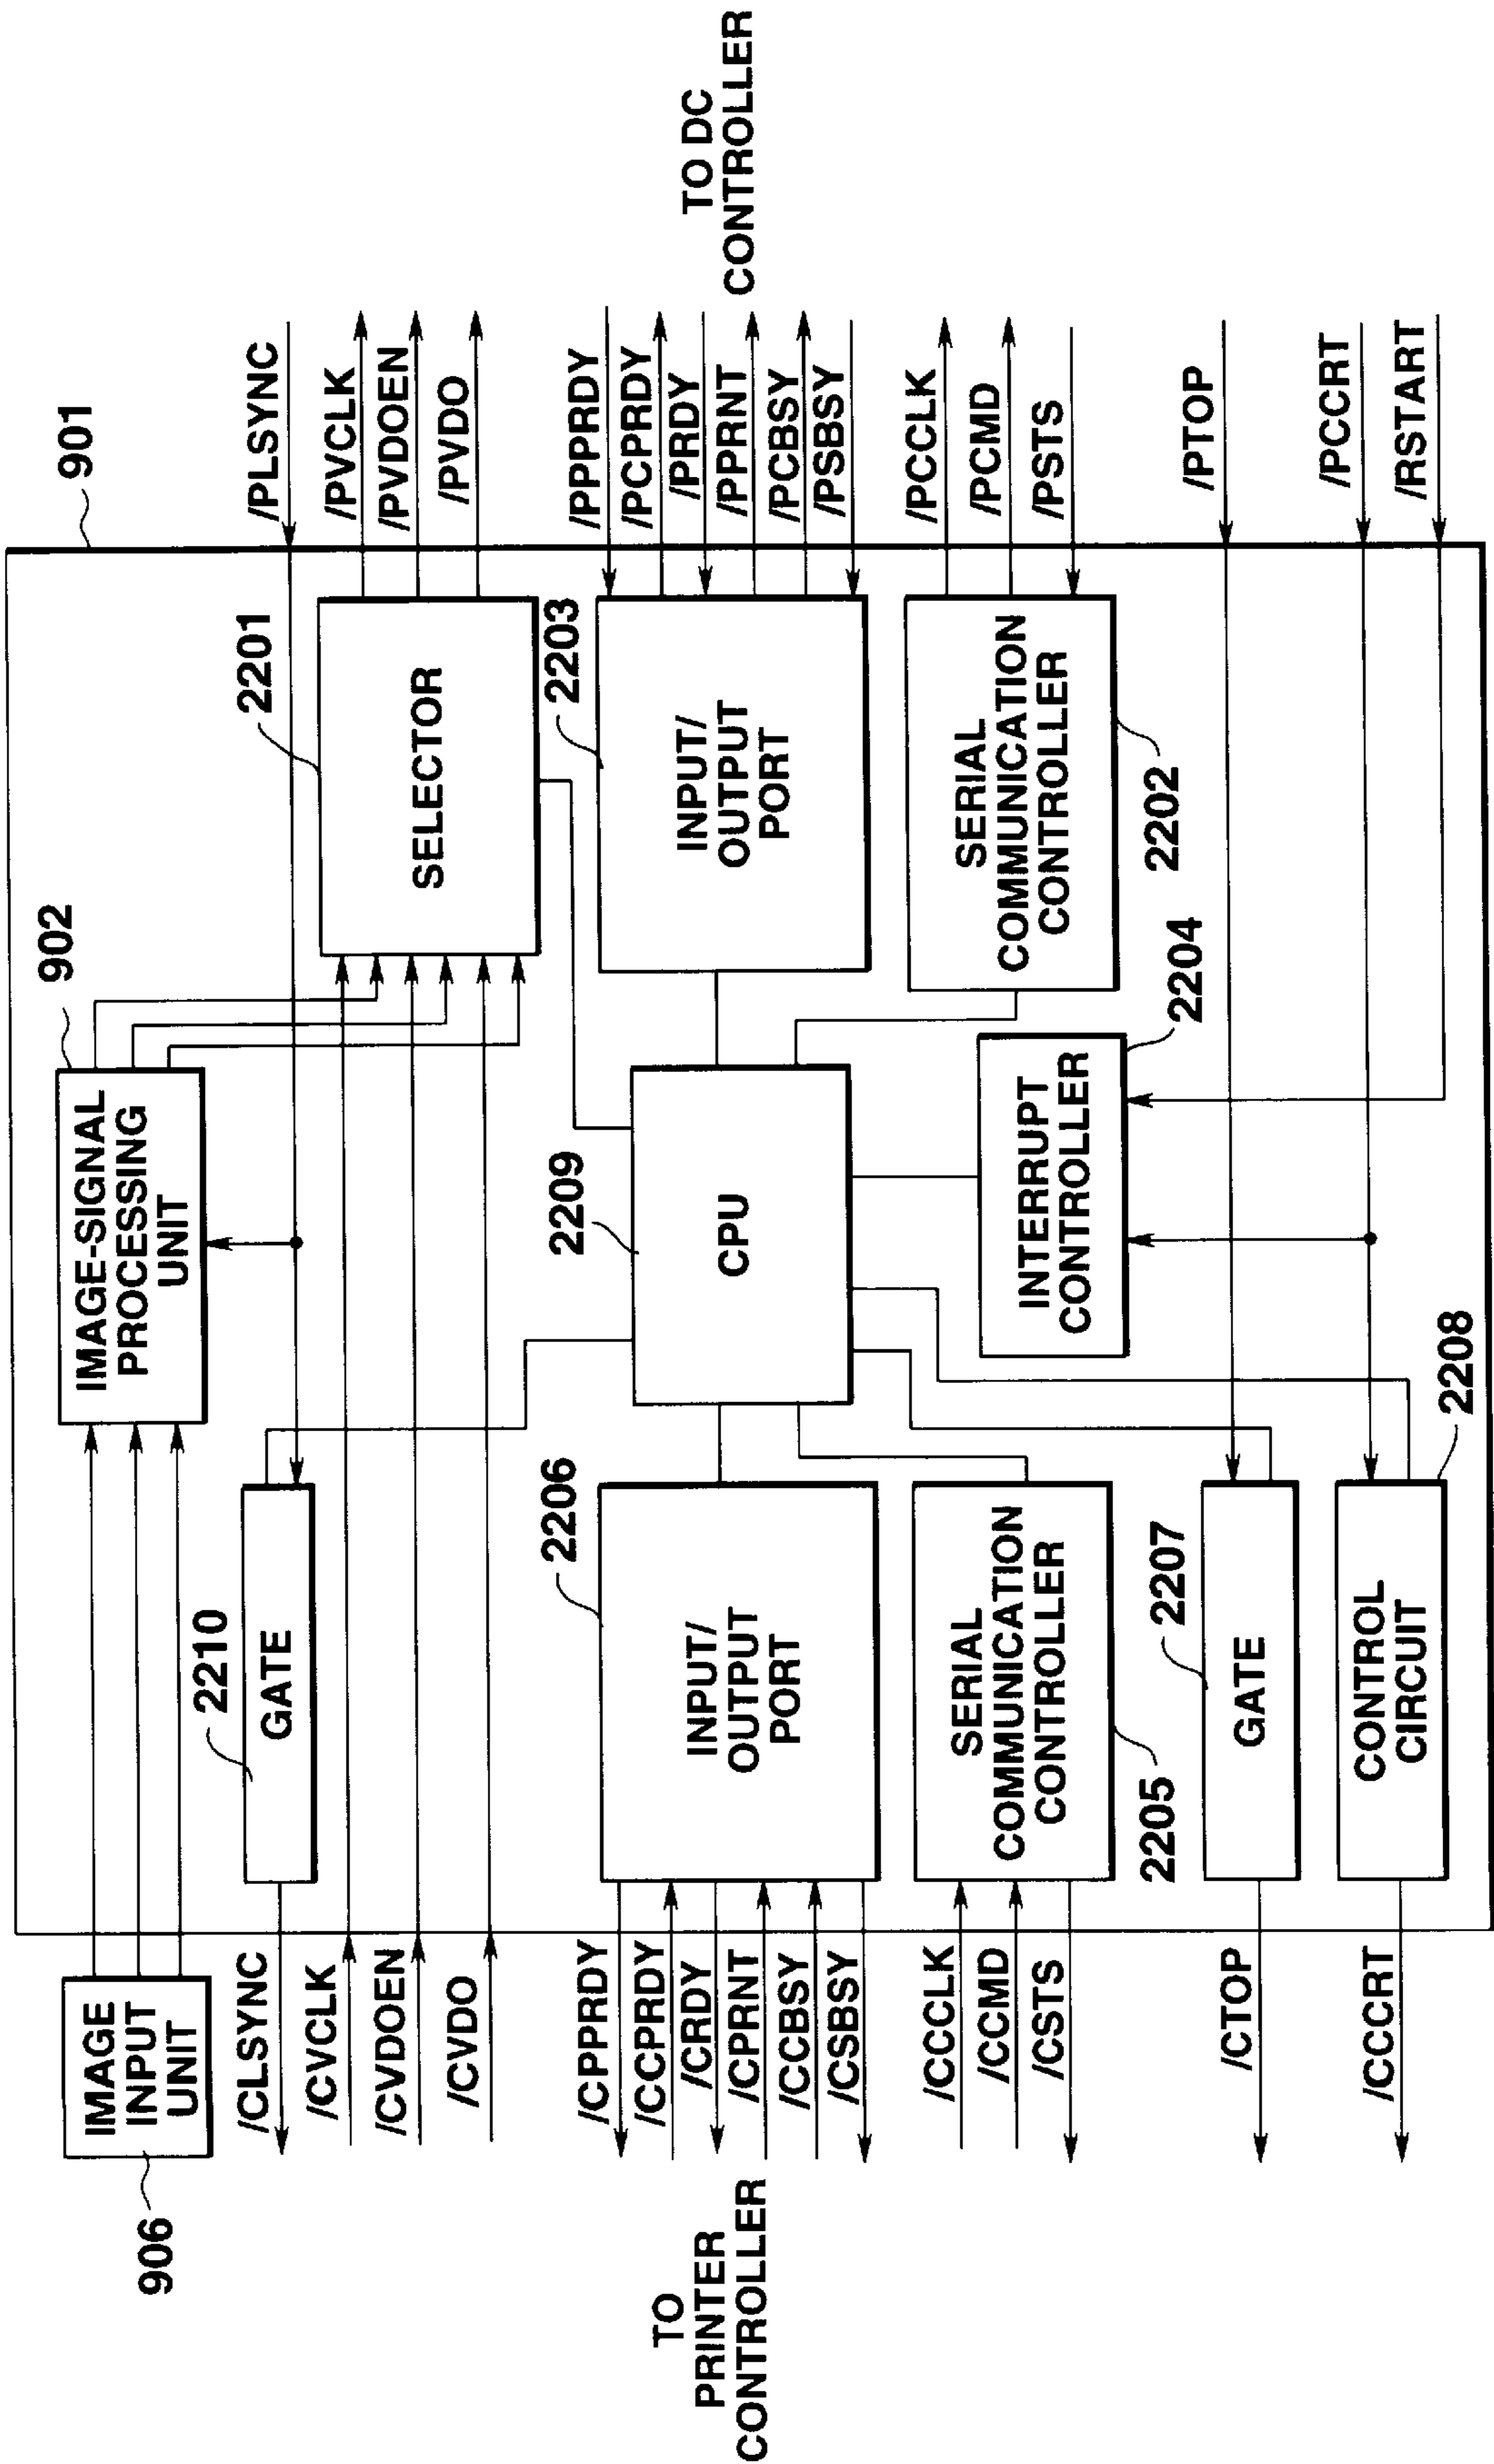 906
IMAGE
INPUT
UNIT
/CLSYNC
/CVCLK
/CVDOEN
/CVDO
/CPPRDY
/CCPRDY
/CRDY
/CPRNT
/CCBSY
/CSBSY
/CCCLK
/CCMD
/CSTS
/CTOP
/CCCRT
TO
PRINTER
CONTROLLER
2210
GATE
2206
INPUT/
OUTPUT
PORT
SERIAL
COMMUNICATION
CONTROLLER
2205
2207
GATE
CONTROL
CIRCUIT
2208
902
IMAGE-SIGNAL
PROCESSING
UNIT
2209
CPU
INTERRUPT
CONTROLLER
2204
2201
SELECTOR
2203
INPUT/
OUTPUT
PORT
SERIAL
COMMUNICATION
CONTROLLER
2202
901
/PLSYNC
/PVCLK
/PVDOEN
/PVDO
/PPPRDY
/PCPRDY
/PRDY
/PPRNT
/PCBSY
/PSBSY
/PCCLK
/PCMD
/PSTS
/PTOP
/PCCRT
/RSTART
TO DC
CONTROLLER